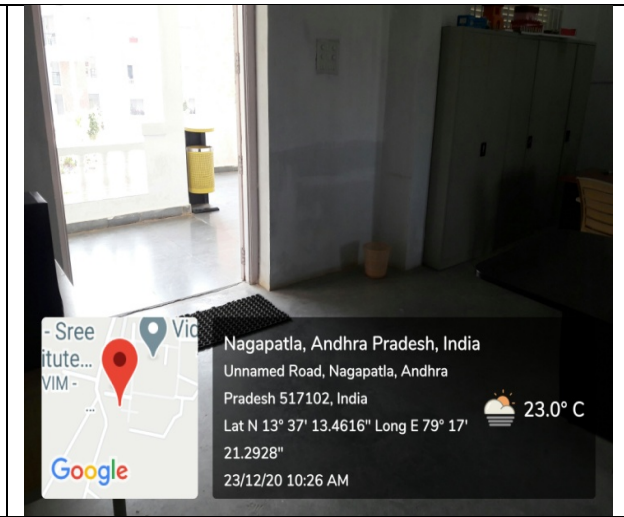 - Sree
itute...
VIM -
...
Vic
Google
Nagapatla, Andhra Pradesh, India
Unnamed Road, Nagapatla, Andhra
Pradesh 517102, India
Lat N 13° 37' 13.4616" Long E 79° 17'
21.2928"
23/12/20 10:26 AM
23.0° C